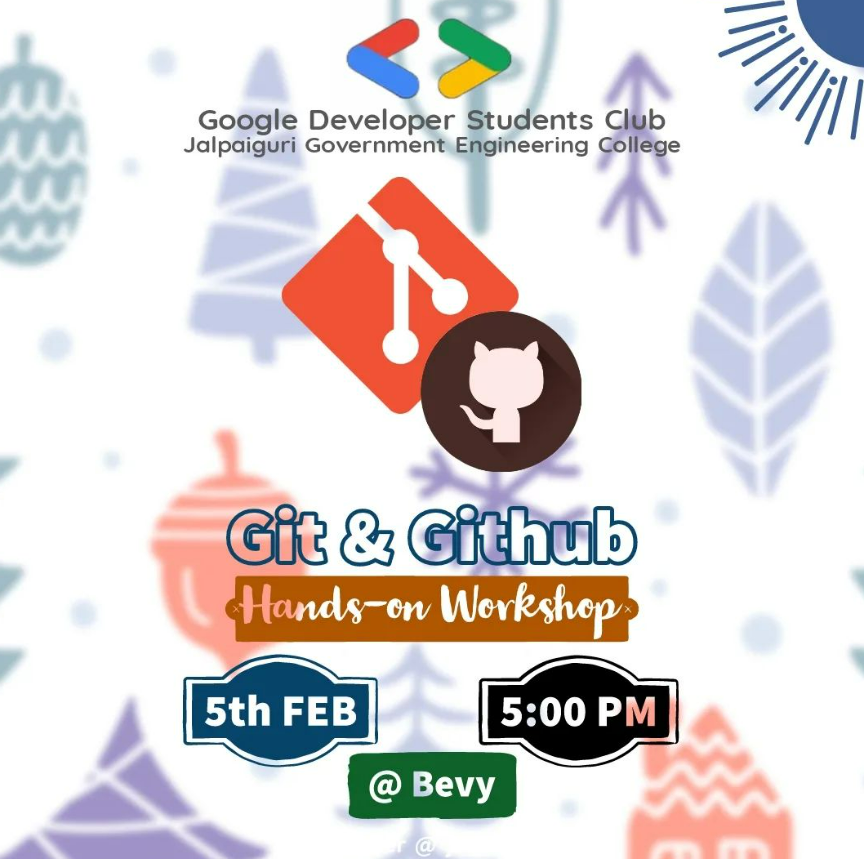 Google Developer Students Club
Jalpaiguri Government Engineering College
Git & Github
Hands-on Workshop
5th FEB
5:00 PM
@ Bevy